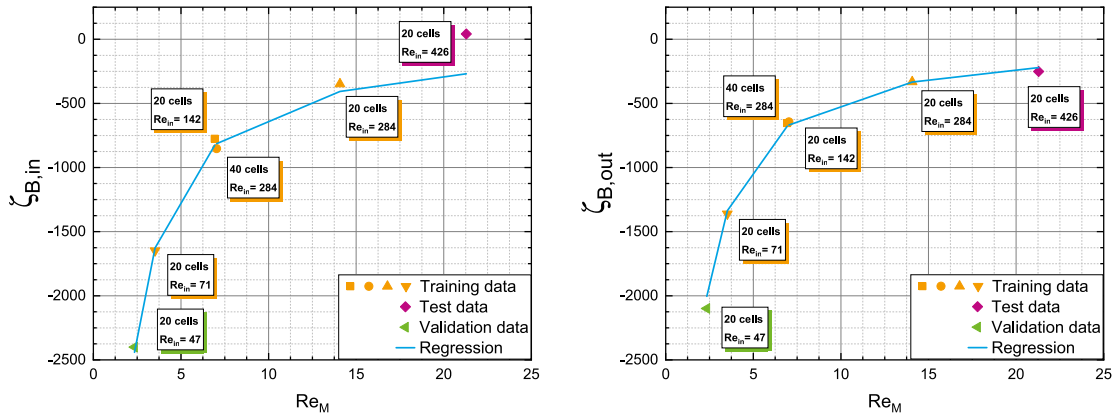 0
-500
-1000
-1500
-2000
-2500
ζB,in
0
5
10
15
20
25
ReM
20 cells
Rein = 426
20 cells
Rein = 142
20 cells
Rein = 284
40 cells
Rein = 284
20 cells
Rein = 71
20 cells
Rein = 47
Training data
Test data
Validation data
Regression
0
-500
-1000
-1500
-2000
-2500
ζB,out
0
5
10
15
20
25
ReM
40 cells
Rein = 284
20 cells
Rein = 284
20 cells
Rein = 426
20 cells
Rein = 142
20 cells
Rein = 71
20 cells
Rein = 47
Training data
Test data
Validation data
Regression